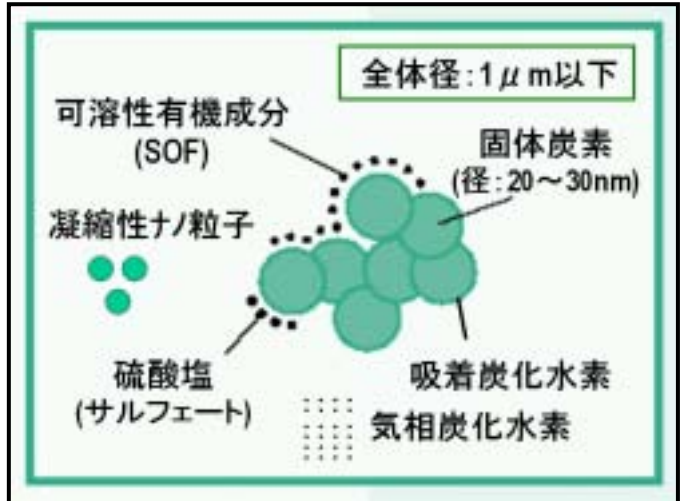 全体径:1μm以下
可溶性有機成分
(SOF)
固体炭素
(径:20～30nm)
凝縮性ナノ粒子
硫酸塩
(サルフェート)
吸着炭化水素
気相炭化水素